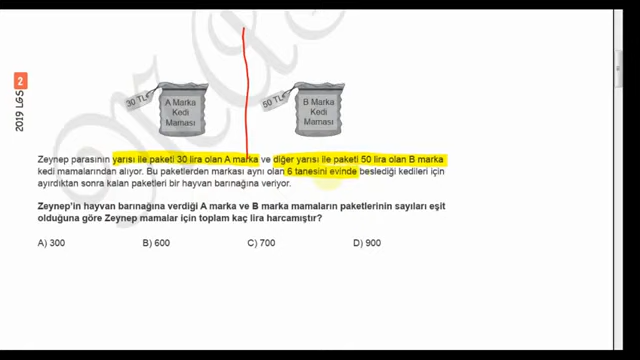 2
2019 LGS
30 TL
A Marka
Kedi
Maması
50 TL
B Marka
Kedi
Maması
Zeynep parasının yarısı ile paketi 30 lira olan A marka ve diğer yarısı ile paketi 50 lira olan B marka
kedi mamalarından alıyor. Bu paketlerden markası aynı olan 6 tanesini evinde beslediği kedileri için
ayırdıktan sonra kalan paketleri bir hayvan barınağına veriyor.
Zeynep'in hayvan barınağına verdiği A marka ve B marka mamaların paketlerinin sayıları eşit
olduğuna göre Zeynep mamalar için toplam kaç lira harcamıştır?
A) 300 B) 600 C) 700 D) 900